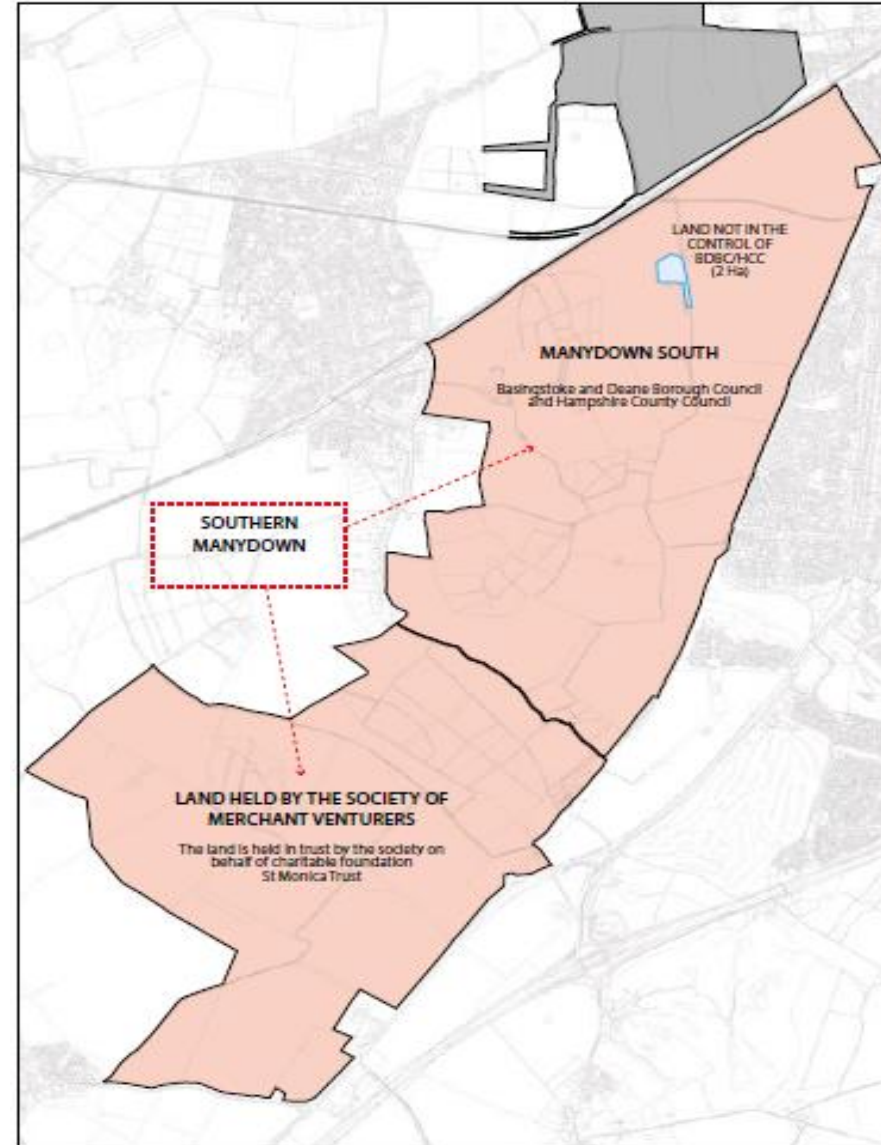 LAND NOT IN THE
CONTROL OF
BDBC/HCC
(2 Ha)
MANYDOWN SOUTH
Basingstoke and Deane Borough Council
and Hampshire County Council
SOUTHERN
MANYDOWN
LAND HELD BY THE SOCIETY OF
MERCHANT VENTURERS
The land is held in trust by the society on
behalf of charitable foundation
St Monica Trust